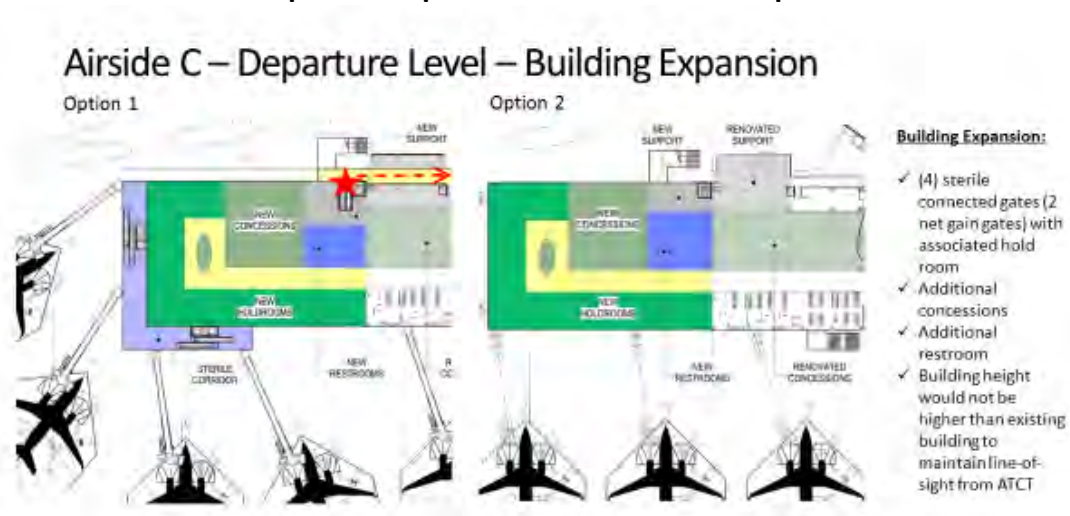 Airside C – Departure Level – Building Expansion
Option 1
Option 2
NEW
SUPPORT
NEW
CONCESSIONS
NEW
HOLDROOMS
STERILE
CORRIDOR
NEW
RESTROOMS
NEW
SUPPORT
RENOVATED
SUPPORT
NEW
CONCESSIONS
NEW
HOLDROOMS
NEW
RESTROOMS
RENOVATED
CONCESSIONS
Building Expansion:
✓ (4) sterile
connected gates (2
net gain gates) with
associated hold
room
✓ Additional
concessions
✓ Additional
restroom
✓ Building height
would not be
higher than existing
building to
maintain line-of-
sight from ATCT